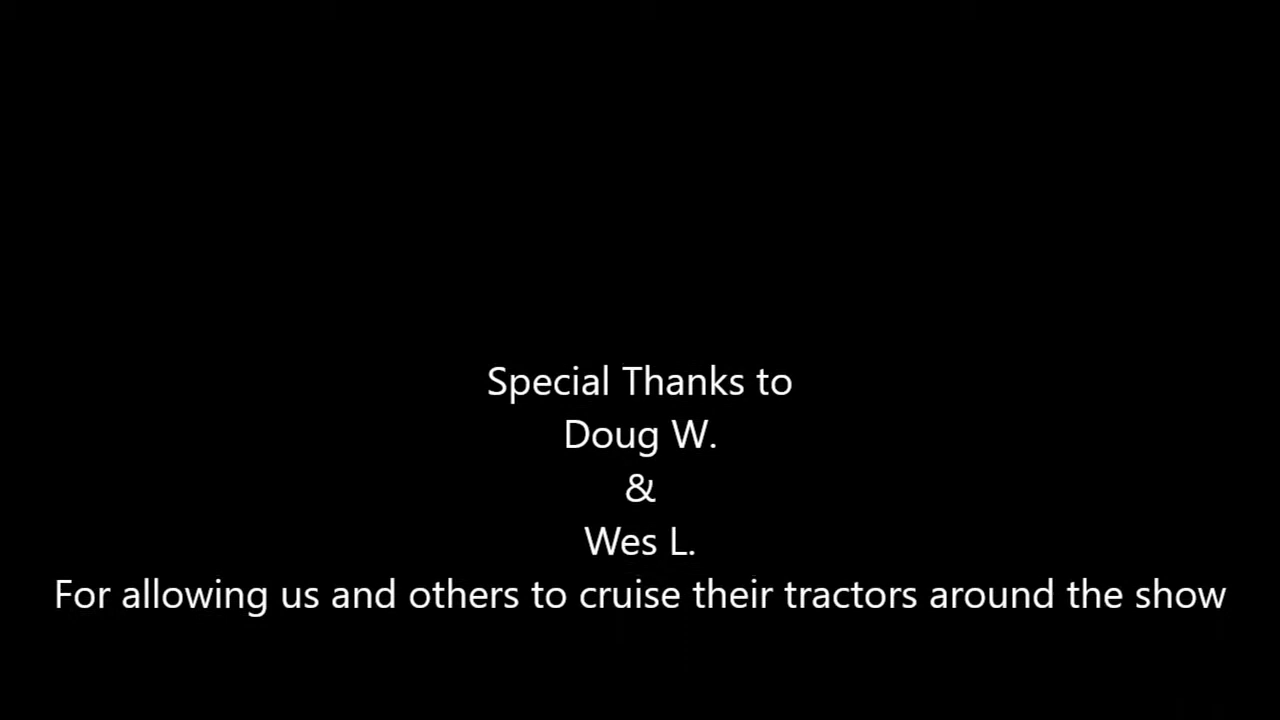 Special Thanks to
Doug W.
&
Wes L.
For allowing us and others to cruise their tractors around the show